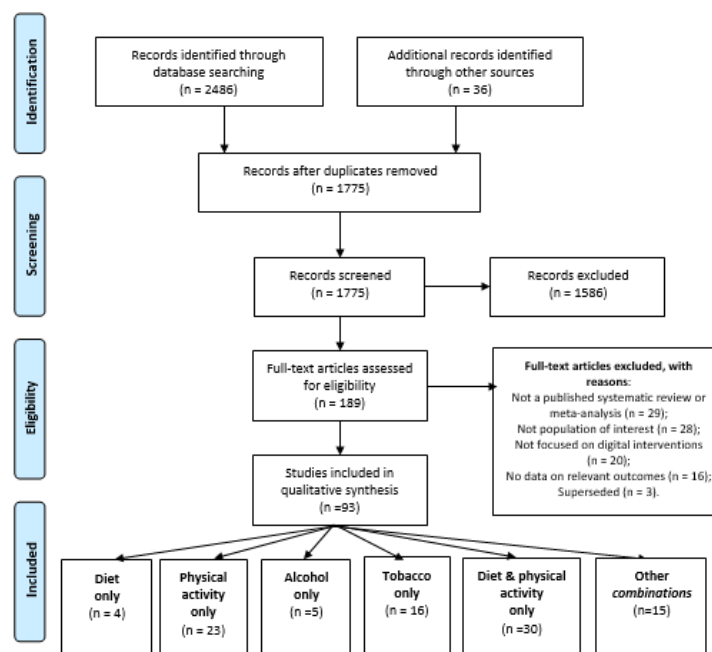 Identification
Records identified through
database searching
(n = 2486)
Additional records identified
through other sources
(n = 36)
Records after duplicates removed
(n = 1775)
Screening
Records screened
(n = 1775)
Records excluded
(n = 1586)
Eligibility
Full-text articles assessed
for eligibility
(n = 189)
Full-text articles excluded, with
reasons:
Not a published systematic review or
meta-analysis (n = 29);
Not population of interest (n = 28);
Not focused on digital interventions
(n = 20);
No data on relevant outcomes (n = 16);
Superseded (n = 3).
Studies included in
qualitative synthesis
(n =93)
Included
Diet
only
(n = 4)
Physical
activity
only
(n = 23)
Alcohol
only
(n =5)
Tobacco
only
(n = 16)
Diet & physical
activity
only
(n =30)
Other
combinations
(n=15)